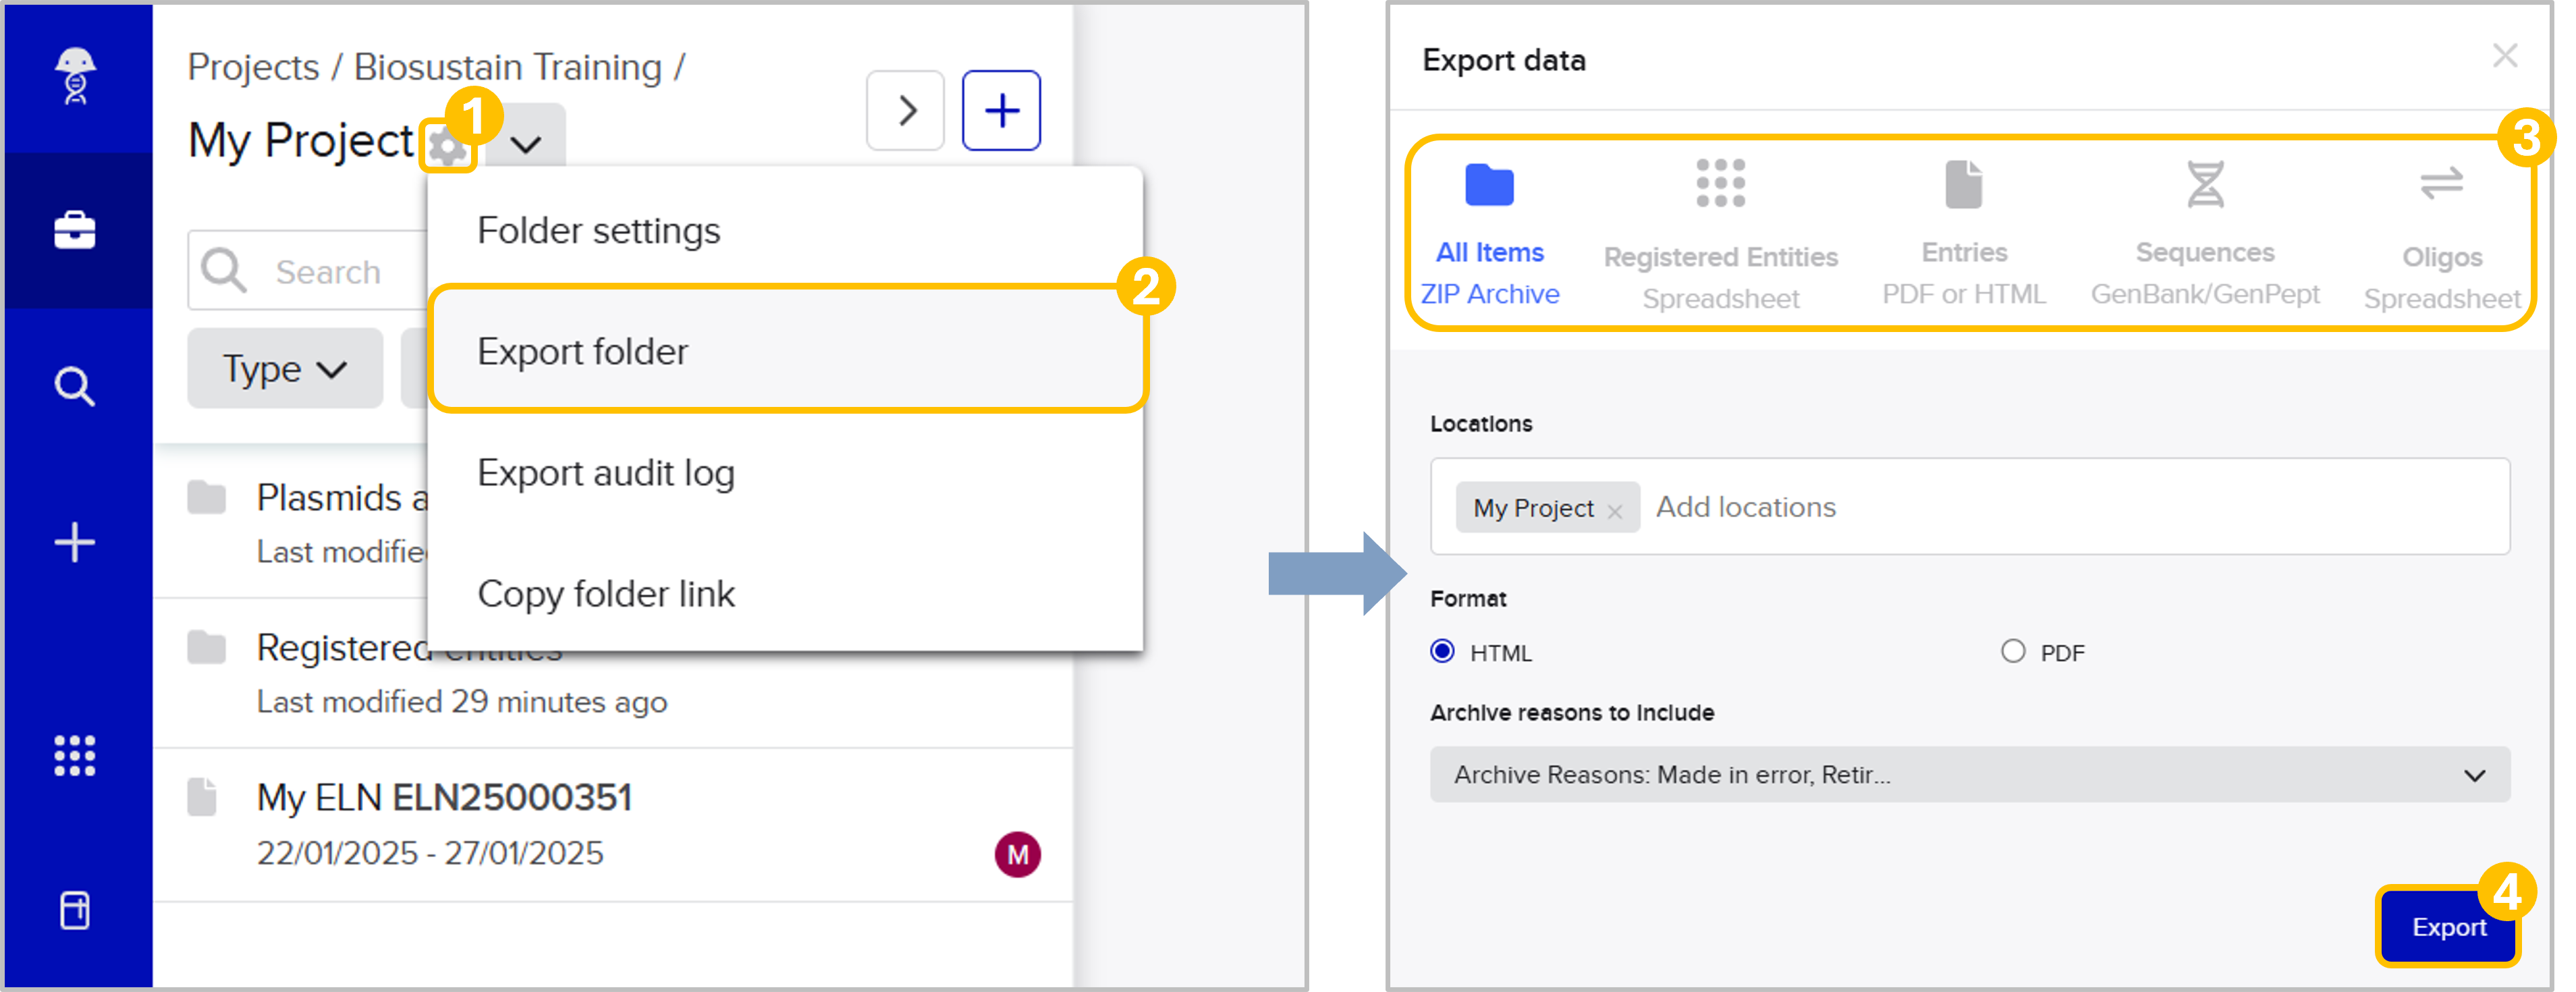 Projects / Biosustain Training /
My Project
1
Search
Type
Folder settings
2
Export folder
Export audit log
Copy folder link
Plasmids a
Last modifie
Registered entities
Last modified 29 minutes ago
My ELN ELN25000351
22/01/2025 - 27/01/2025
M
Export data
3
All Items
ZIP Archive
Registered Entities
Spreadsheet
Entries
PDF or HTML
Sequences
GenBank/GenPept
Oligos
Spreadsheet
Locations
My Project × Add locations
Format
HTML
PDF
Archive reasons to include
Archive Reasons: Made in error, Retir...
4
Export